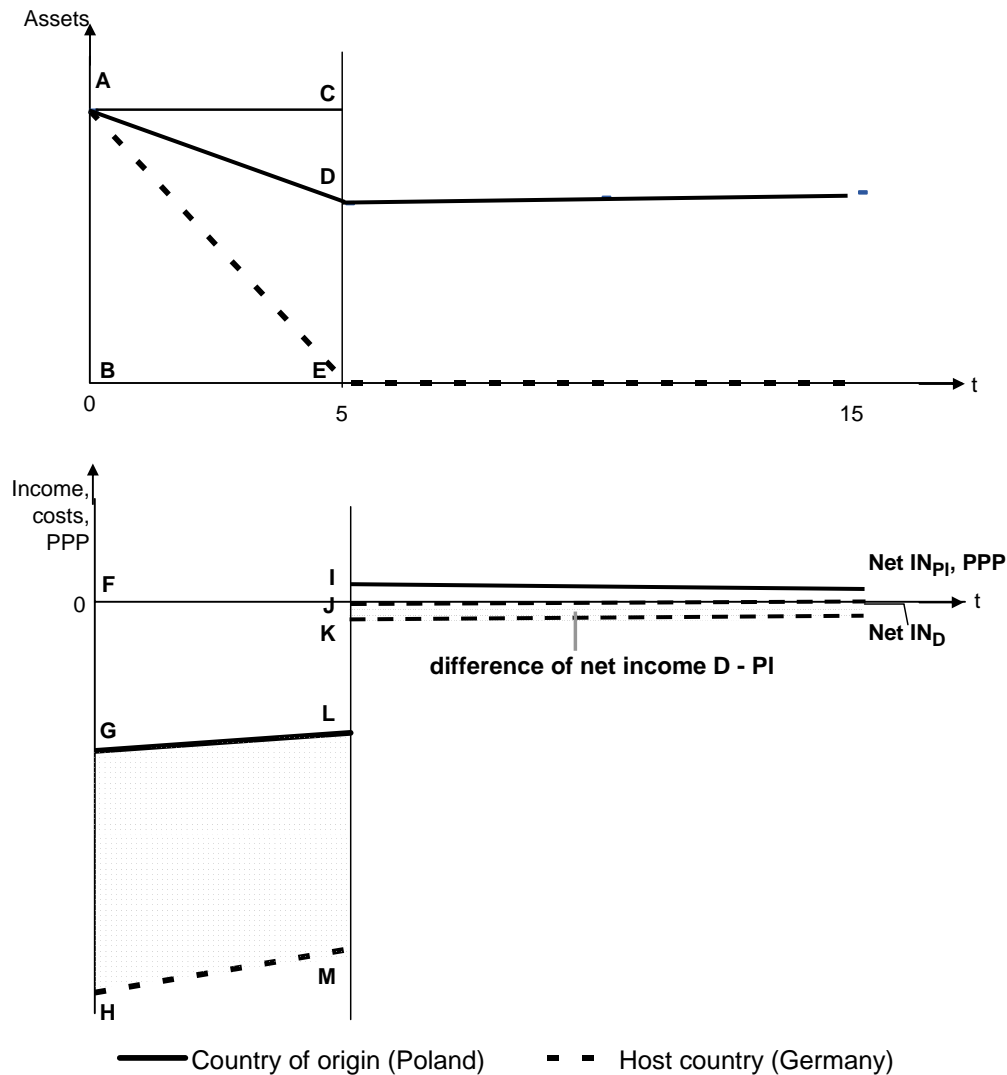 Assets
A
C
D
B
E
t
0
5
15
Income,
costs,
PPP
F
I
Net IN_Pl, PPP
0
J
t
K
Net IN_D
difference of net income D - Pl
L
G
M
H
Country of origin (Poland)
Host country (Germany)